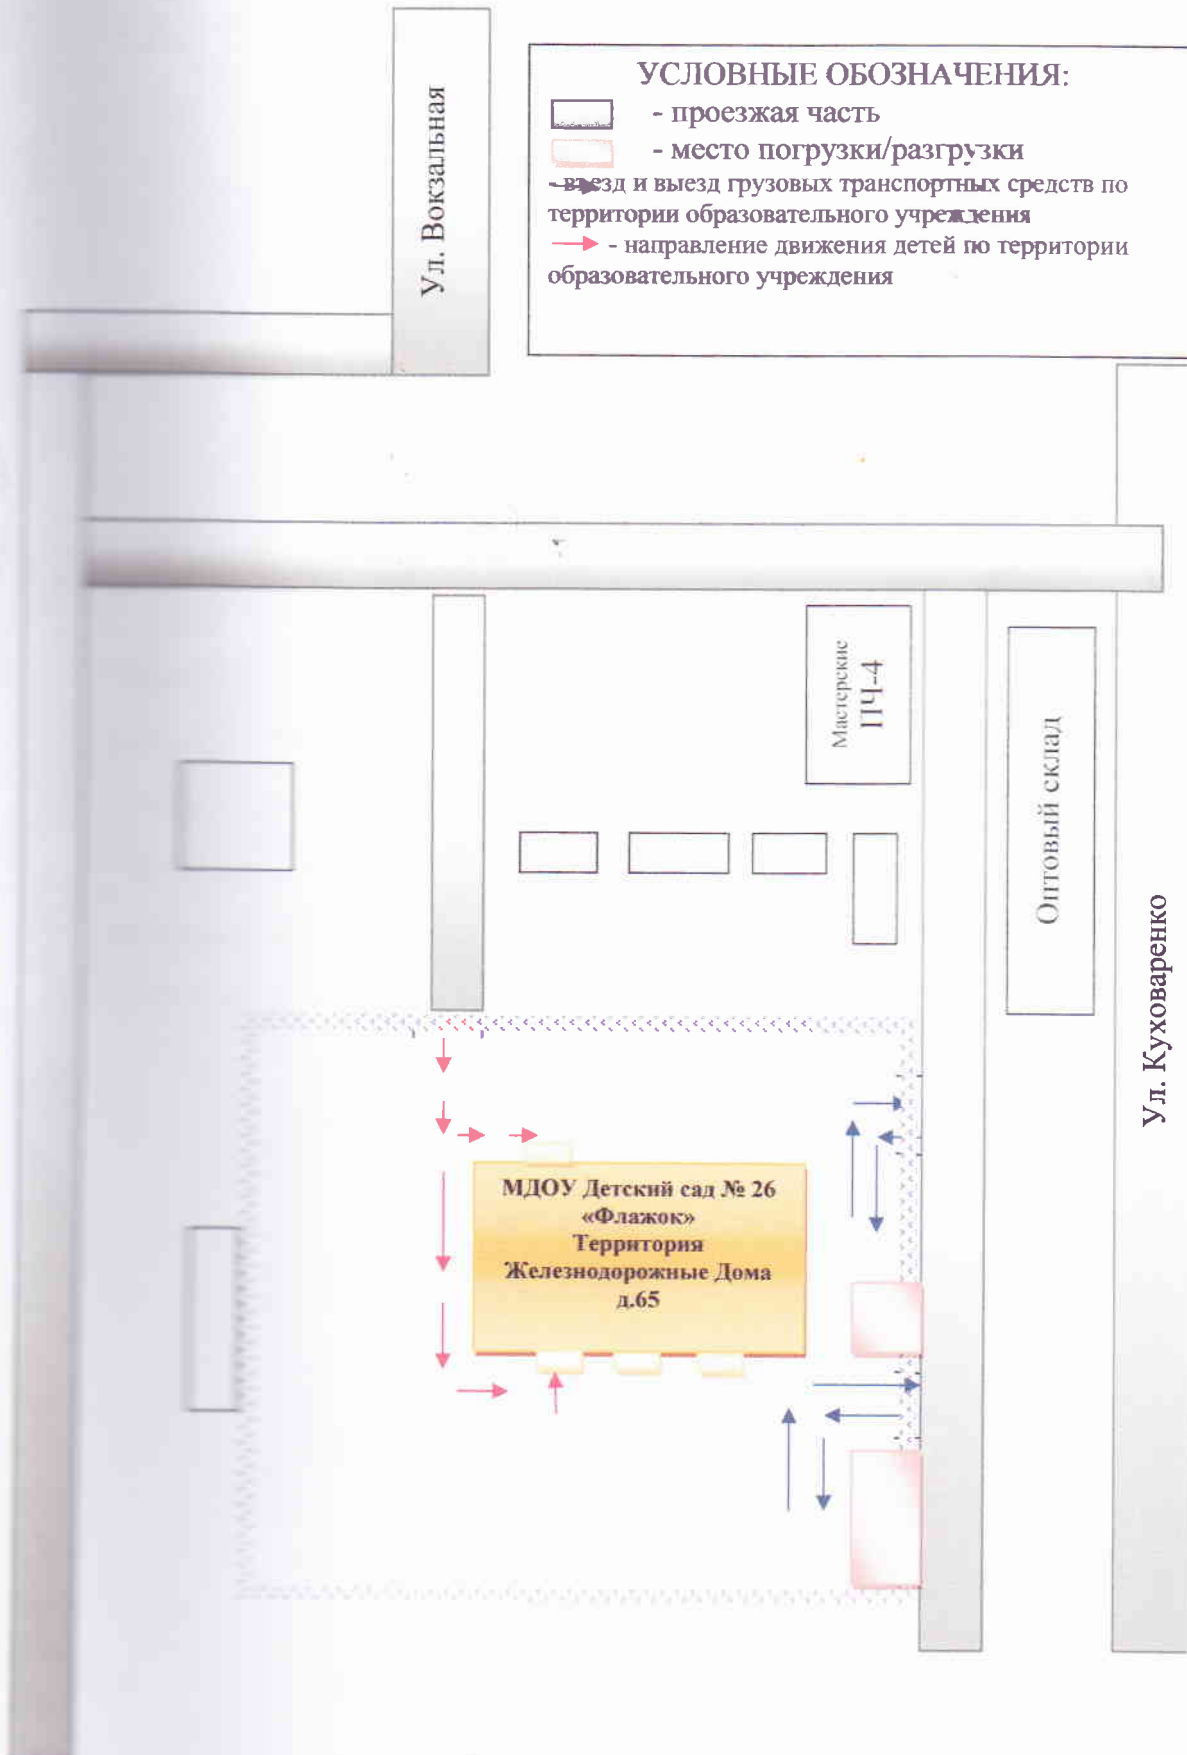 Ул. Вокзальная
УСЛОВНЫЕ ОБОЗНАЧЕНИЯ:
- проезжая часть
- место погрузки/разгрузки
- въезд и выезд грузовых транспортных средств по
территории образовательного учреждения
- направление движения детей по территории
образовательного учреждения
Мастерские
ПЧ-4
Оптовый склад
Ул. Куховаренко
МДОУ Детский сад № 26
«Флажок»
Территория
Железнодорожные Дома
д.65